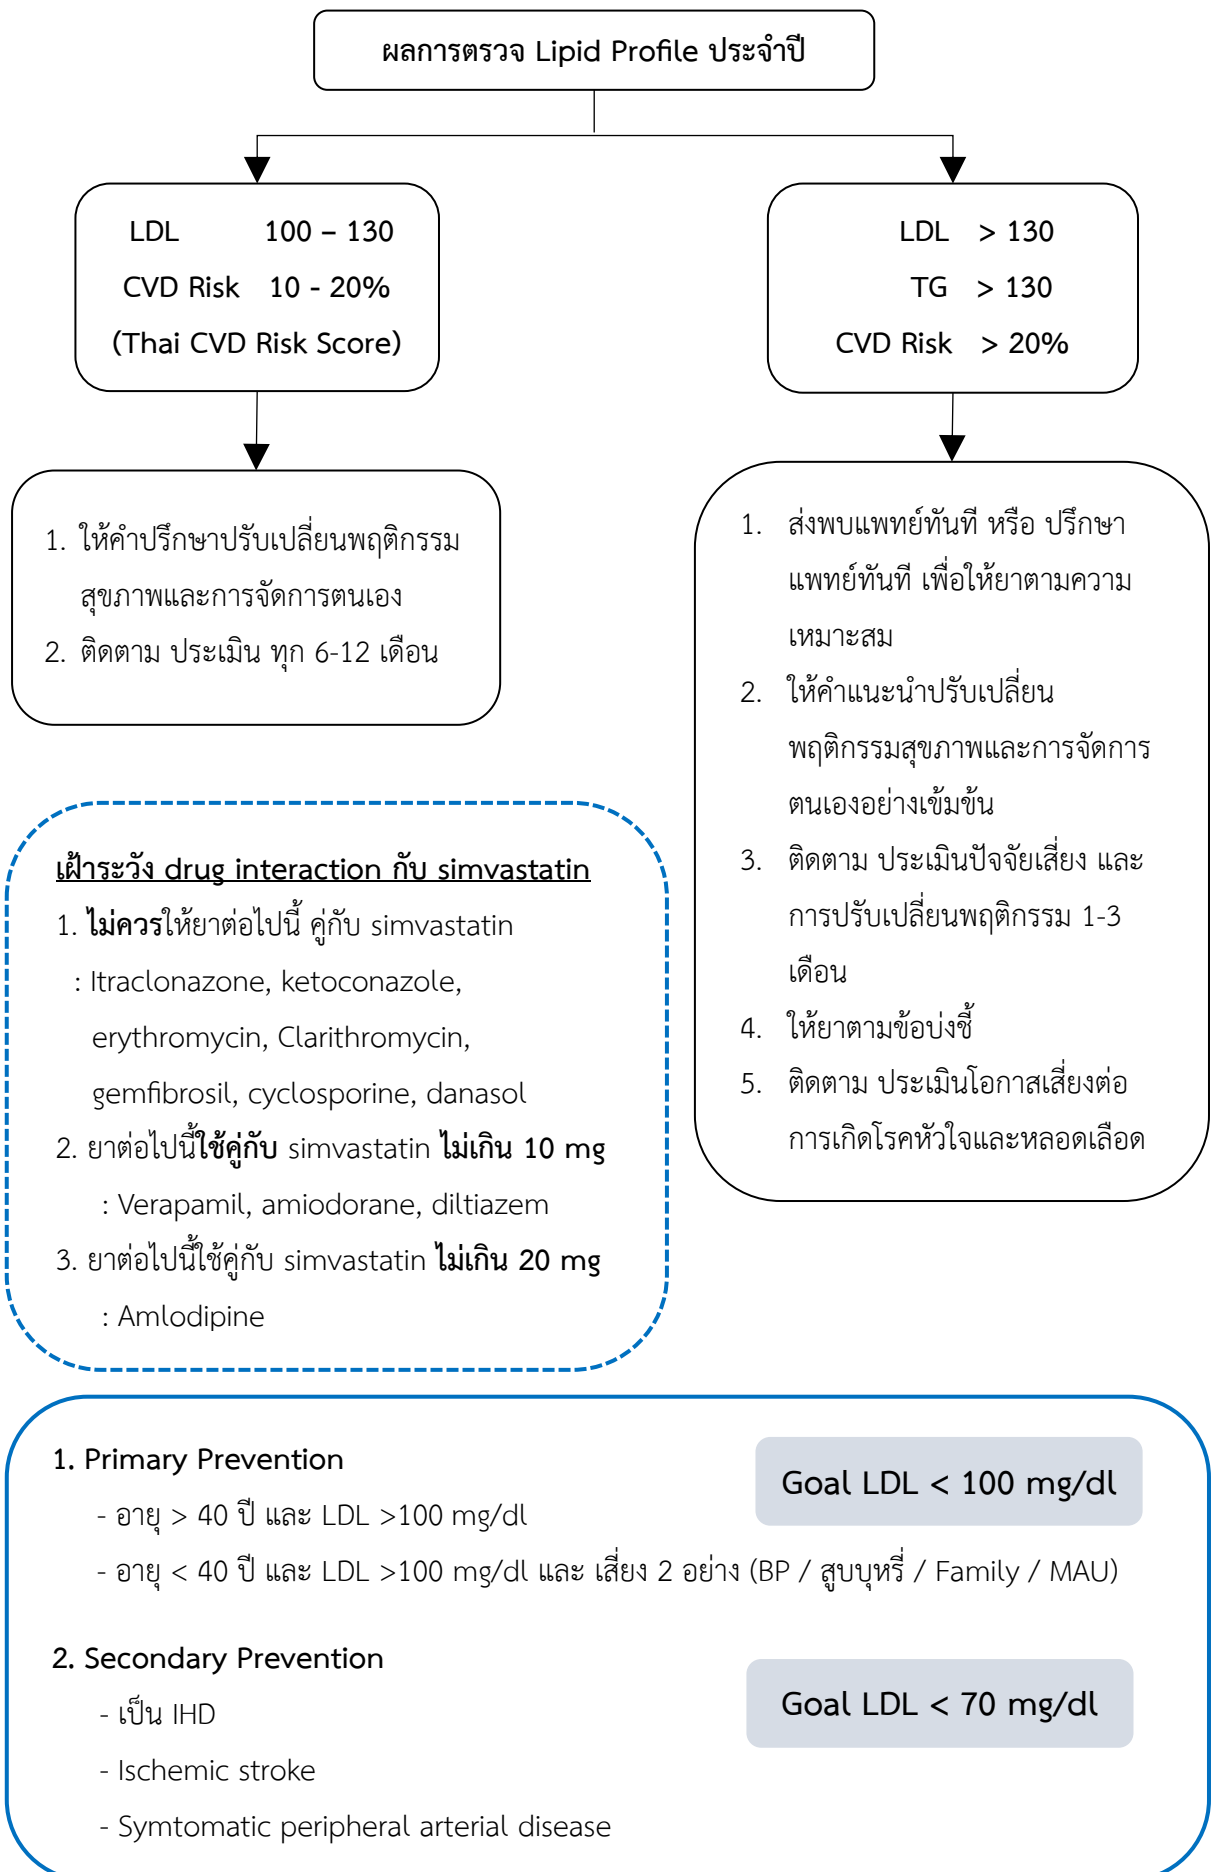 ผลการตรวจ Lipid Profile ประจำปี
LDL 100 – 130
CVD Risk 10 - 20%
(Thai CVD Risk Score)
LDL > 130
TG > 130
CVD Risk > 20%
1. ให้คำปรึกษาปรับเปลี่ยนพฤติกรรม
สุขภาพและการจัดการตนเอง
2. ติดตาม ประเมิน ทุก 6-12 เดือน
1. ส่งพบแพทย์ทันที หรือ ปรึกษา
แพทย์ทันที เพื่อให้ยาตามความ
เหมาะสม
2. ให้คำแนะนำปรับเปลี่ยน
พฤติกรรมสุขภาพและการจัดการ
ตนเองอย่างเข้มข้น
3. ติดตาม ประเมินปัจจัยเสี่ยง และ
การปรับเปลี่ยนพฤติกรรม 1-3
เดือน
4. ให้ยาตามข้อบ่งชี้
5. ติดตาม ประเมินโอกาสเสี่ยงต่อ
การเกิดโรคหัวใจและหลอดเลือด
เฝ้าระวัง drug interaction กับ simvastatin
1. ไม่ควรให้ยาต่อไปนี้ คู่กับ simvastatin
: Itraclonazone, ketoconazole,
erythromycin, Clarithromycin,
gemfibrosil, cyclosporine, danasol
2. ยาต่อไปนี้ใช้คู่กับ simvastatin ไม่เกิน 10 mg
: Verapamil, amiodorane, diltiazem
3. ยาต่อไปนี้ใช้คู่กับ simvastatin ไม่เกิน 20 mg
: Amlodipine
1. Primary Prevention
Goal LDL < 100 mg/dl
- อายุ > 40 ปี และ LDL >100 mg/dl
- อายุ < 40 ปี และ LDL >100 mg/dl และ เสี่ยง 2 อย่าง (BP / สูบบุหรี่ / Family / MAU)
2. Secondary Prevention
Goal LDL < 70 mg/dl
- เป็น IHD
- Ischemic stroke
- Symtomatic peripheral arterial disease